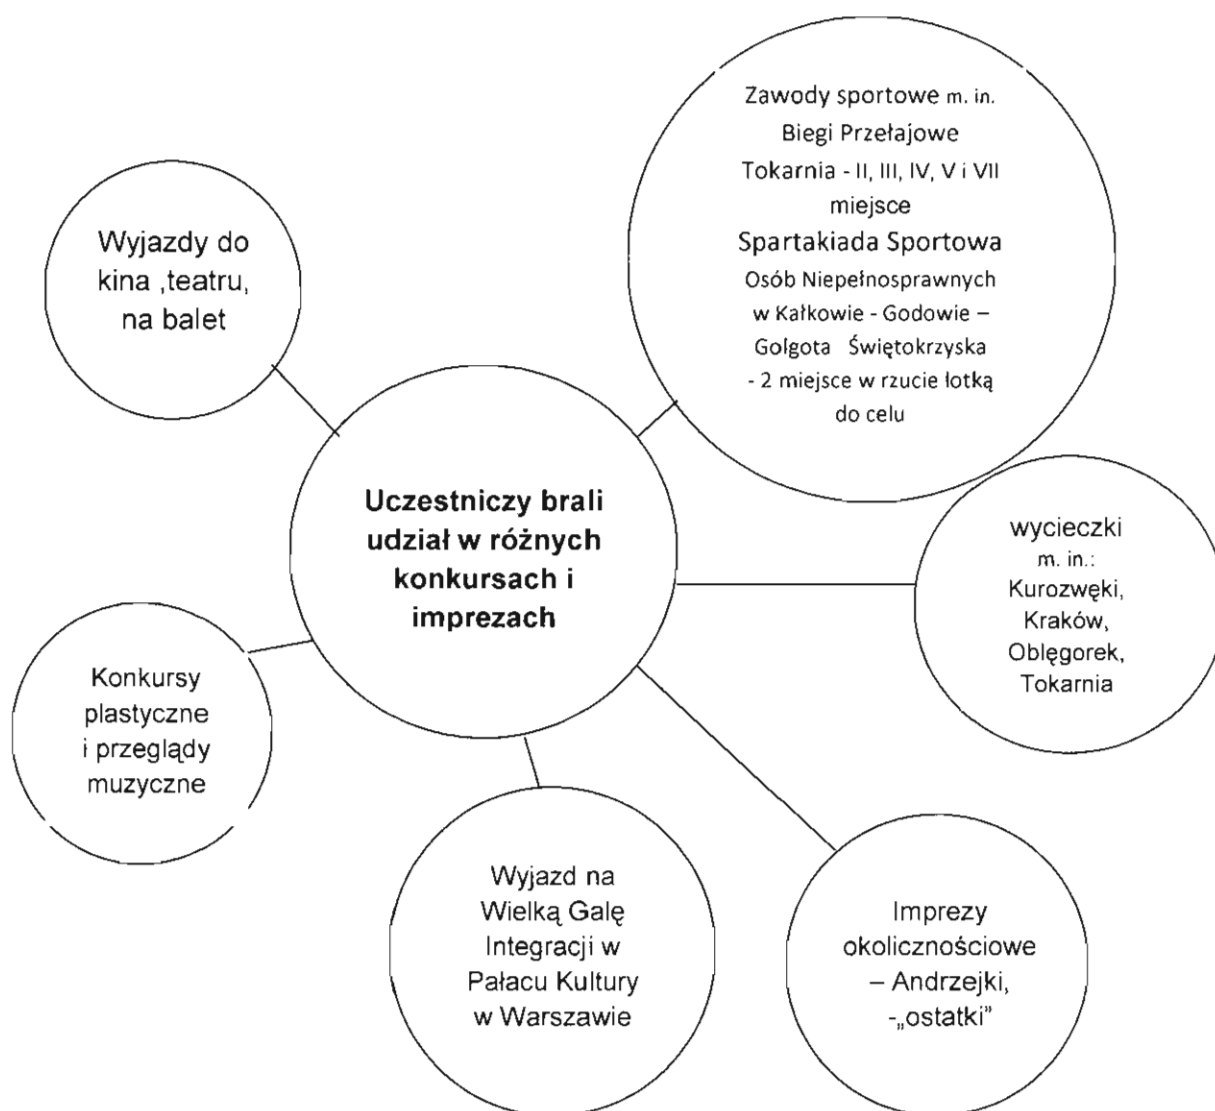 Zawody sportowe m. in.
Biegi Przełajowe
Tokarnia - II, III, IV, V i VII
miejsce
Spartakiada Sportowa
Osób Niepełnosprawnych
w Kałkowie - Godowie –
Golgota Świętokrzyska
- 2 miejsce w rzucie łotką
do celu
Wyjazdy do
kina ,teatru,
na balet
Uczestniczy brali
udział w różnych
konkursach i
imprezach
wycieczki
m. in.:
Kurozwęki,
Kraków,
Oblęgorek,
Tokarnia
Konkursy
plastyczne
i przeglądy
muzyczne
Wyjazd na
Wielką Galę
Integracji w
Pałacu Kultury
w Warszawie
Imprezy
okolicznościowe
– Andrzejki,
-„ostatki”